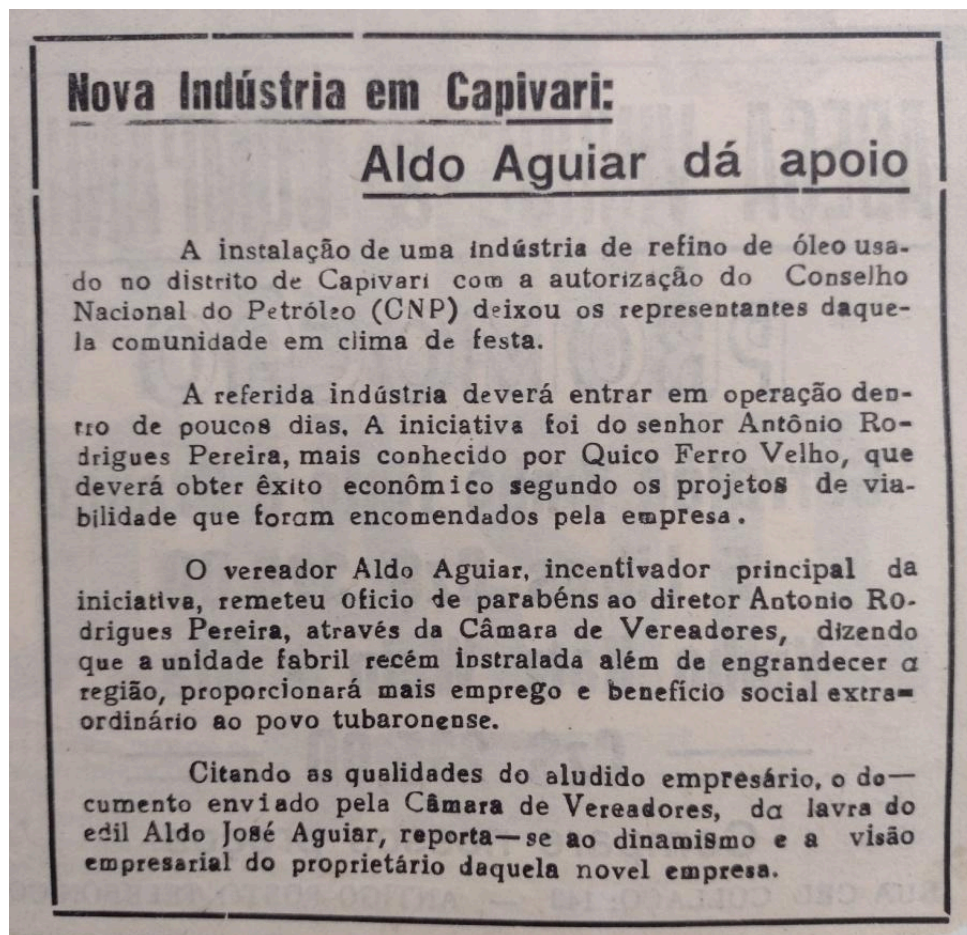 Nova Indústria em Capivari:
Aldo Aguiar dá apoio
A instalação de uma indústria de refino de óleo usa-
do no distrito de Capivari com a autorização do Conselho
Nacional do Petróleo (CNP) deixou os representantes daque-
la comunidade em clima de festa.
A referida indústria deverá entrar em operação den-
tro de poucos dias. A iniciativa foi do senhor Antônio Ro-
drigues Pereira, mais conhecido por Quico Ferro Velho, que
deverá obter êxito econômico segundo os projetos de via-
bilidade que foram encomendados pela empresa.
O vereador Aldo Aguiar, incentivador principal da
iniciativa, remeteu oficio de parabéns ao diretor Antonio Ro-
drigues Pereira, através da Câmara de Vereadores, dizendo
que a unidade fabril recém instralada além de engrandecer a
região, proporcionará mais emprego e benefício social extra-
ordinário ao povo tubaronense.
Citando as qualidades do aludido empresário, o do—
cumento enviado pela Câmara de Vereadores, da lavra do
edil Aldo José Aguiar, reporta—se ao dinamismo e a visão
empresarial do proprietário daquela novel empresa.